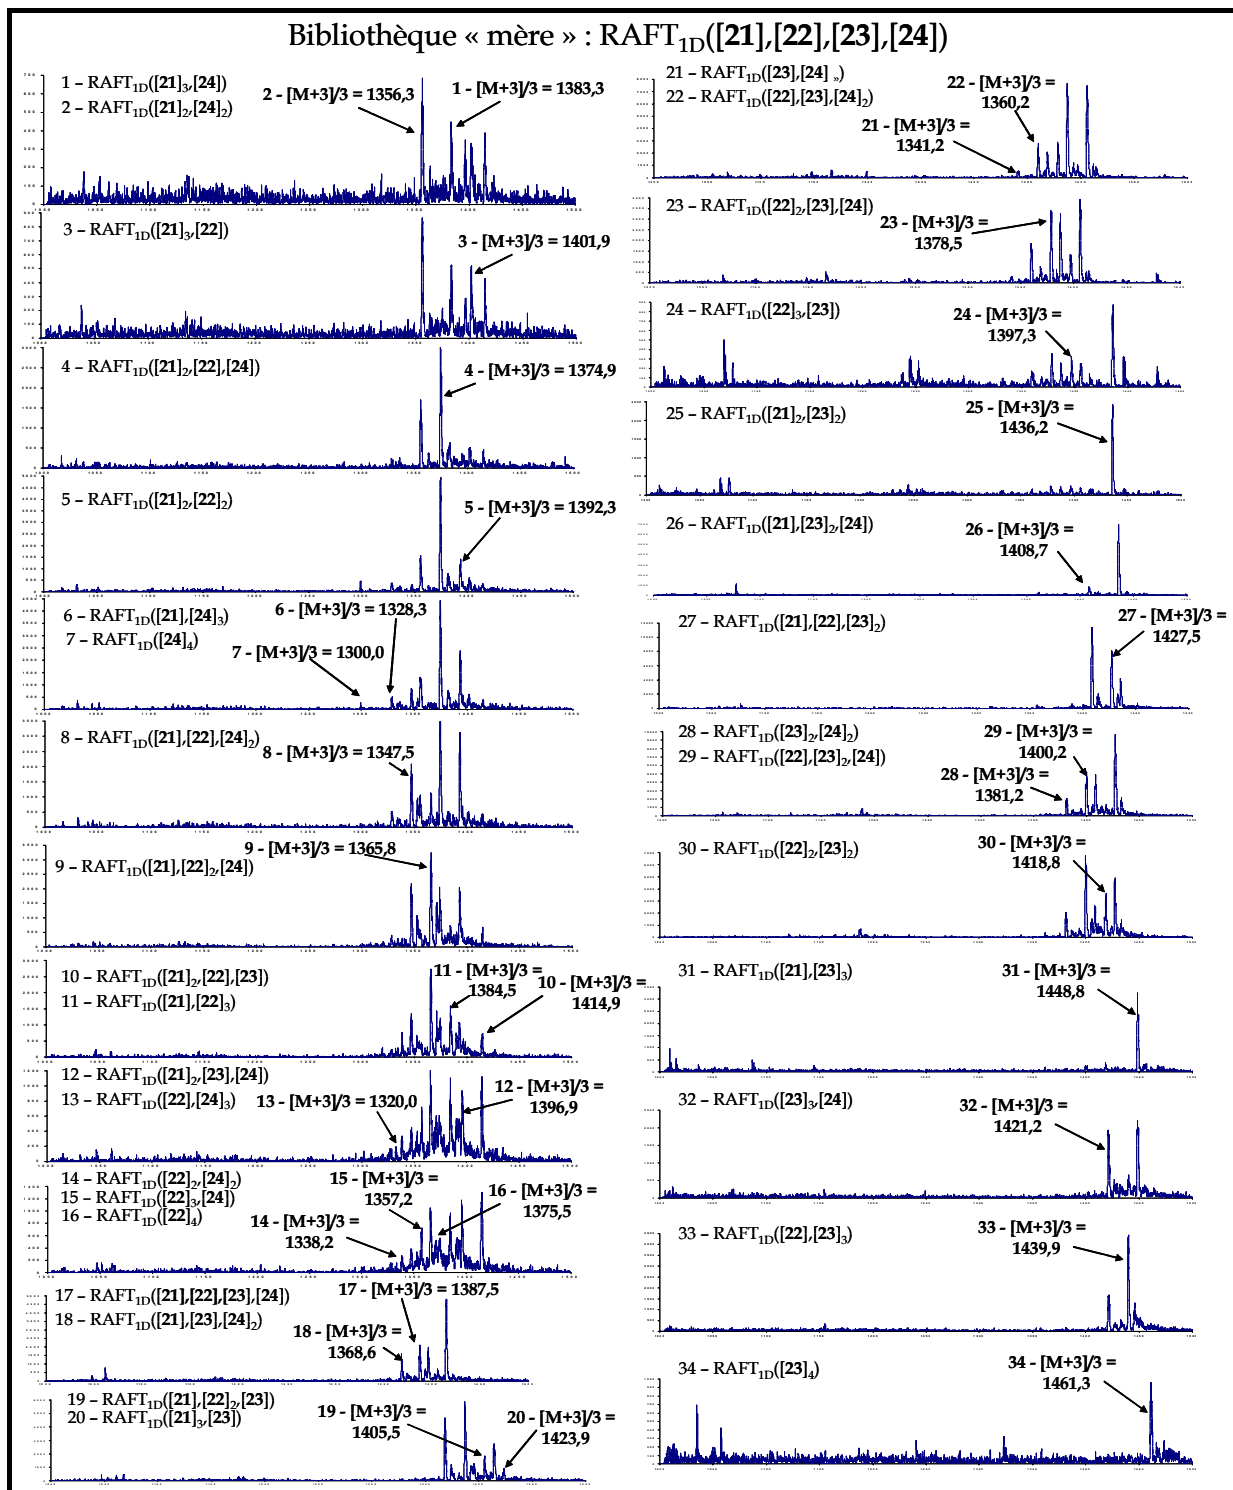 Bibliothèque « mère » : RAFT1D([21],[22],[23],[24])
1 – RAFT1D([21]3,[24])
2 – RAFT1D([21]2,[24]2)
2 - [M+3]/3 = 1356,3
1 - [M+3]/3 = 1383,3
3 – RAFT1D([21]3,[22])
3 - [M+3]/3 = 1401,9
4 – RAFT1D([21]2,[22],[24])
4 - [M+3]/3 = 1374,9
5 – RAFT1D([21]2,[22]2)
5 - [M+3]/3 = 1392,3
6 – RAFT1D([21],[24]3)
7 – RAFT1D([24]4)
6 - [M+3]/3 = 1328,3
7 - [M+3]/3 = 1300,0
8 – RAFT1D([21],[22],[24]2)
8 - [M+3]/3 = 1347,5
9 – RAFT1D([21],[22]2,[24])
9 - [M+3]/3 = 1365,8
10 – RAFT1D([21]2,[22],[23])
11 – RAFT1D([21],[22]3)
11 - [M+3]/3 =
1384,5
10 - [M+3]/3 =
1414,9
12 – RAFT1D([21]2,[23],[24])
13 – RAFT1D([22],[24]3)
13 - [M+3]/3 = 1320,0
12 - [M+3]/3 =
1396,9
14 – RAFT1D([22]2,[24]2)
15 – RAFT1D([22]3,[24])
16 – RAFT1D([22]4)
14 - [M+3]/3 =
1338,2
15 - [M+3]/3 =
1357,2
16 - [M+3]/3 =
1375,5
17 – RAFT1D([21],[22],[23],[24])
18 – RAFT1D([21],[23],[24]2)
17 - [M+3]/3 = 1387,5
18 - [M+3]/3 =
1368,6
19 – RAFT1D([21],[22]2,[23])
20 – RAFT1D([21]3,[23])
19 - [M+3]/3 =
1405,5
20 - [M+3]/3 =
1423,9
21 – RAFT1D([23],[24] )
22 – RAFT1D([22],[23],[24]2)
22 - [M+3]/3 =
1360,2
21 - [M+3]/3 =
1341,2
23 – RAFT1D([22]2,[23],[24])
23 - [M+3]/3 =
1378,5
24 – RAFT1D([22]3,[23])
24 - [M+3]/3 =
1397,3
25 – RAFT1D([21]2,[23]2)
25 - [M+3]/3 =
1436,2
26 – RAFT1D([21],[23]2,[24])
26 - [M+3]/3 =
1408,7
27 – RAFT1D([21],[22],[23]2)
27 - [M+3]/3 =
1427,5
28 – RAFT1D([23]2,[24]2)
29 – RAFT1D([22],[23]2,[24])
29 - [M+3]/3 =
1400,2
28 - [M+3]/3 =
1381,2
30 – RAFT1D([22]2,[23]2)
30 - [M+3]/3 =
1418,8
31 – RAFT1D([21],[23]3)
31 - [M+3]/3 =
1448,8
32 – RAFT1D([23]3,[24])
32 - [M+3]/3 =
1421,2
33 – RAFT1D([22],[23]3)
33 - [M+3]/3 =
1439,9
34 – RAFT1D([23]4)
34 - [M+3]/3 =
1461,3